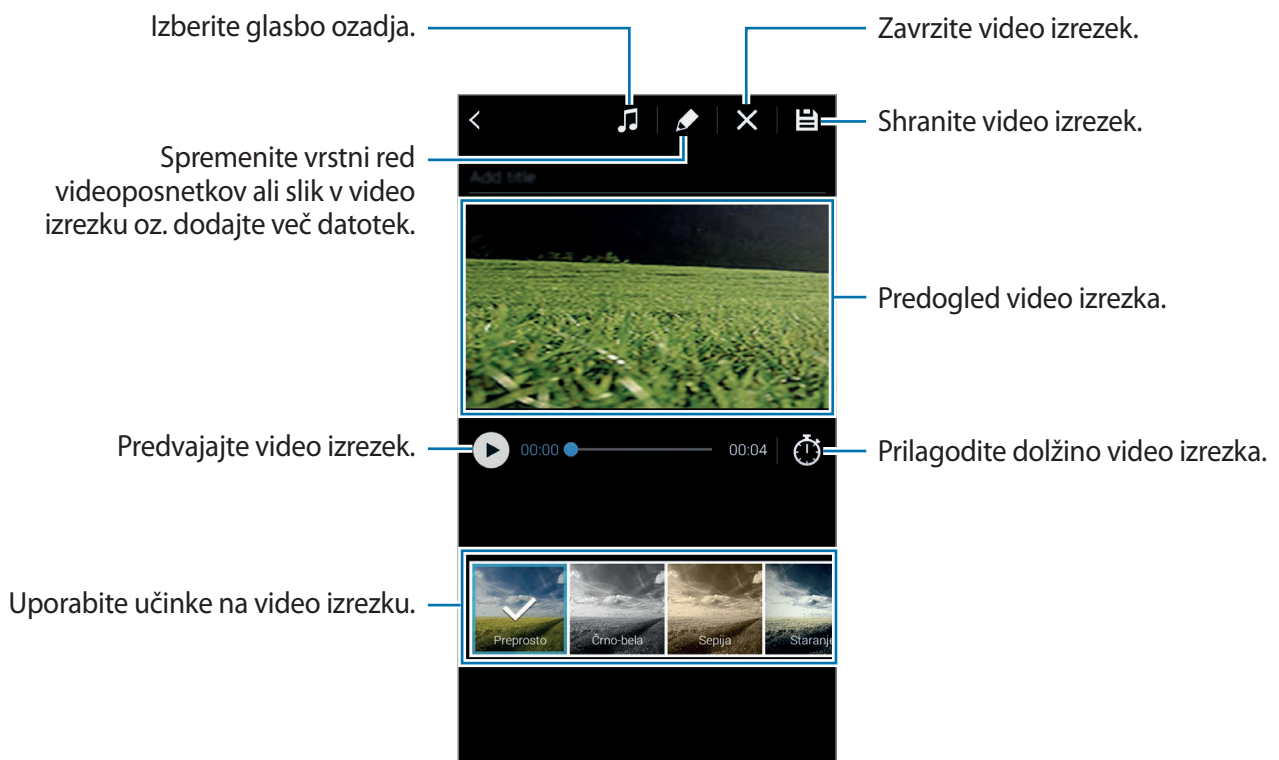 Izberite glasbo ozadja.
Zavrzite video izrezek.
Shranite video izrezek.
Spremenite vrstni red
videoposnetkov ali slik v video
izrezku oz. dodajte več datotek.
Add title
Predogled video izrezka.
Predvajajte video izrezek.
00:00
00:04
Prilagodite dolžino video izrezka.
Uporabite učinke na video izrezku.
Preprosto
Črno-bela
Sepija
Staranje